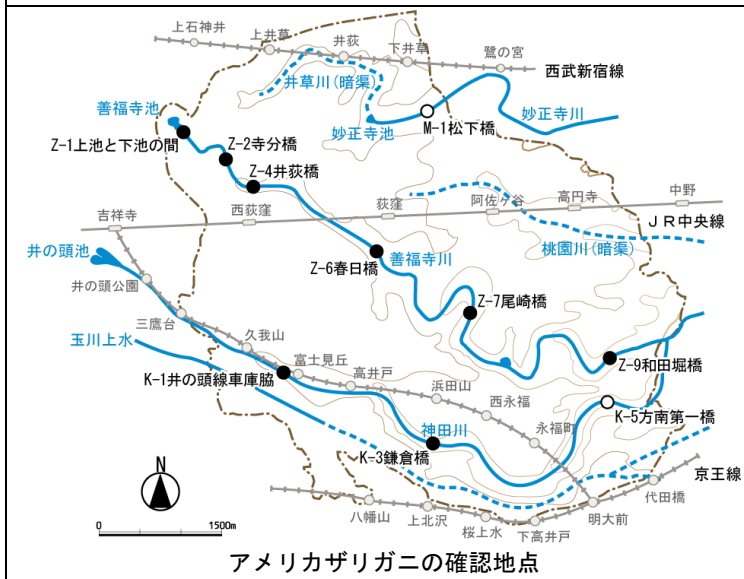 上石神井
上井草
井荻
下井草
鷺の宮
西武新宿線
井草川(暗渠)
善福寺池
妙正寺池
M-1松下橋
妙正寺川
Z-1上池と下池の間
Z-2寺分橋
Z-4井荻橋
吉祥寺
西荻窪
荻窪
阿佐ヶ谷
高円寺
中野
JR中央線
井の頭池
善福寺川
桃園川(暗渠)
Z-6春日橋
井の頭公園
Z-7尾崎橋
三鷹台
玉川上水
久我山
富士見丘
高井戸
Z-9和田堀橋
K-1井の頭線車庫脇
浜田山
西永福
K-5方南第一橋
神田川
永福町
K-3鎌倉橋
京王線
N
代田橋
0
1500m
八幡山
上北沢
桜上水
下高井戸
明大前
アメリカザリガニの確認地点